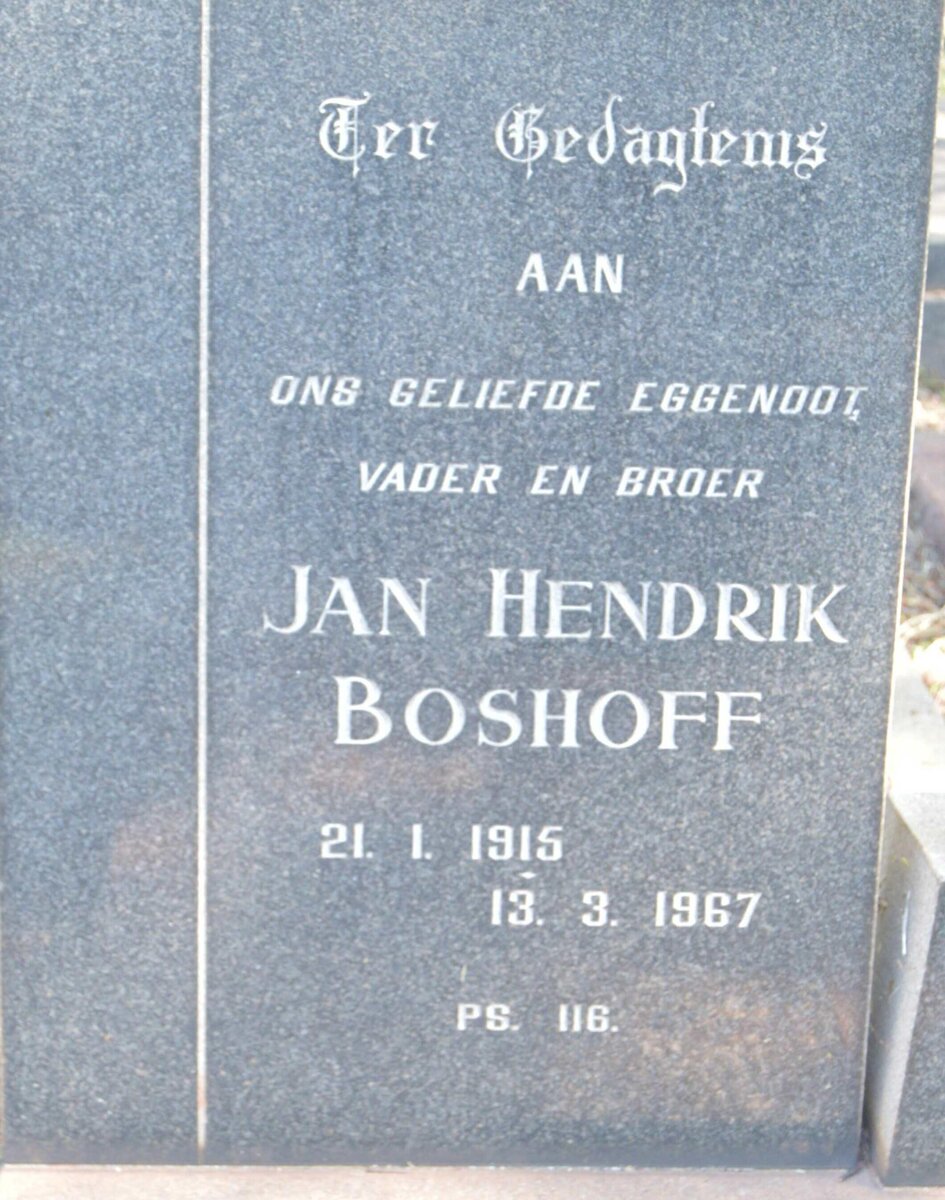 Ter Gedagtenis
AAN
ONS GELIEFDE EGGENOOT,
VADER EN BROER
JAN HENDRIK
BOSHOFF
21. 1. 1915
-
13. 3. 1967
PS. 116.